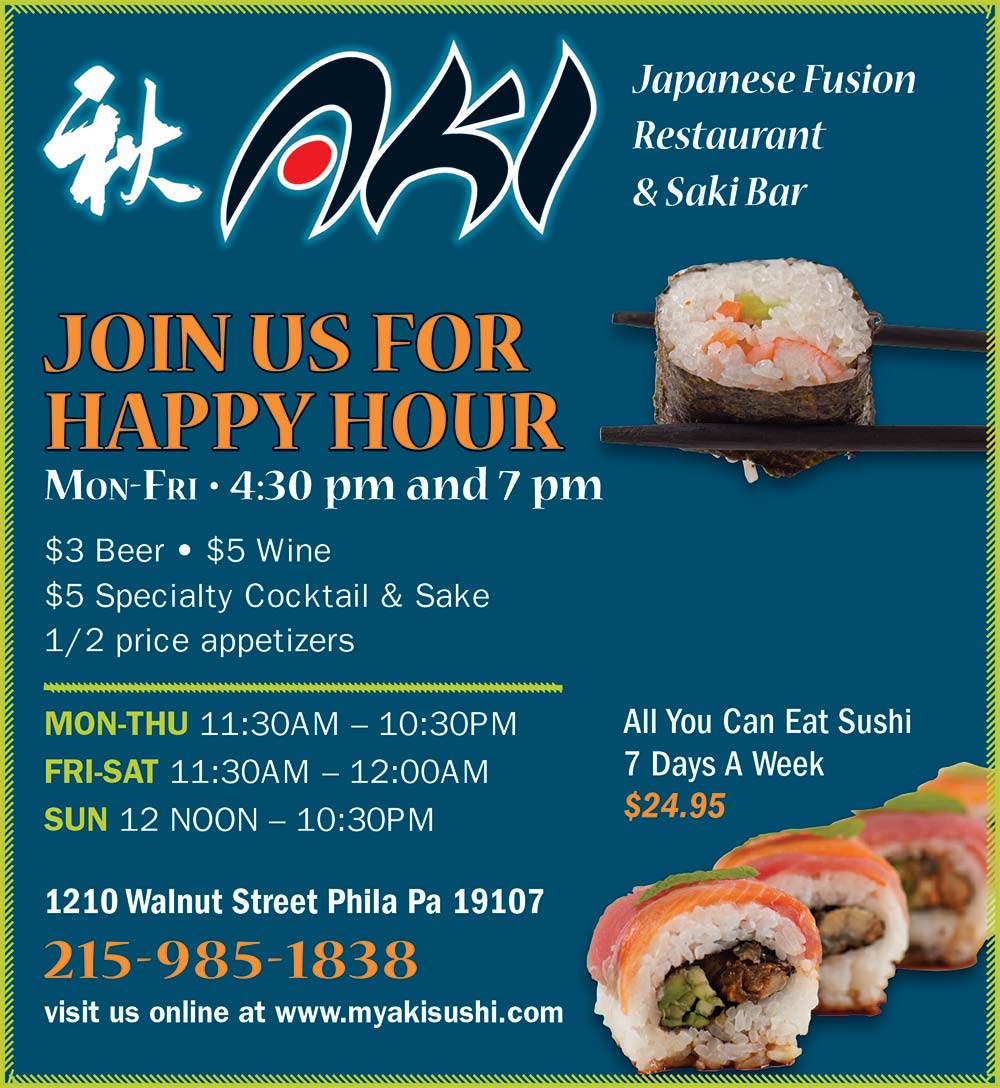 秋 AKI
Japanese Fusion
Restaurant
& Saki Bar
JOIN US FOR
HAPPY HOUR
Mon-Fri • 4:30 pm and 7 pm
$3 Beer • $5 Wine
$5 Specialty Cocktail & Sake
1/2 price appetizers
MON-THU 11:30AM – 10:30PM
FRI-SAT 11:30AM – 12:00AM
SUN 12 NOON – 10:30PM
All You Can Eat Sushi
7 Days A Week
$24.95
1210 Walnut Street Phila Pa 19107
215-985-1838
visit us online at www.myakisushi.com